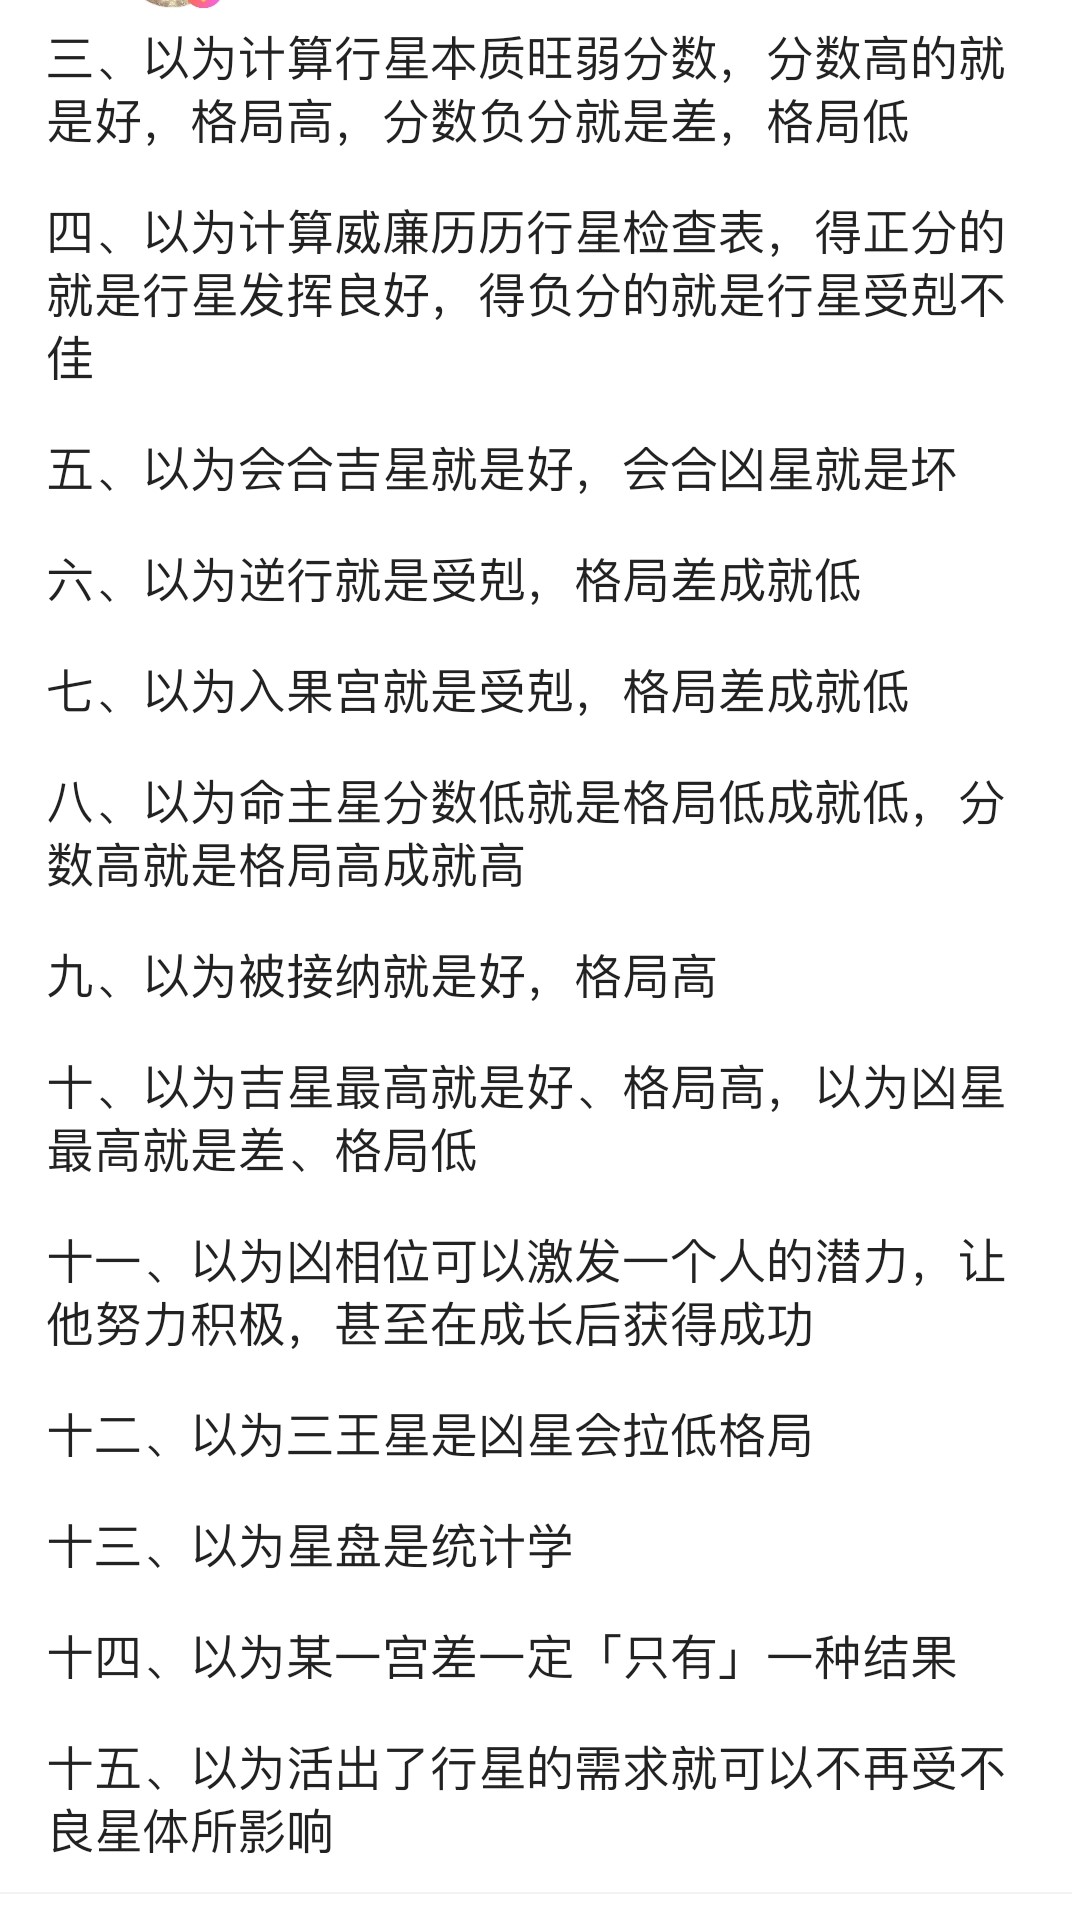 三、以为计算行星本质旺弱分数，分数高的就
是好，格局高，分数负分就是差，格局低
四、以为计算威廉历历行星检查表，得正分的
就是行星发挥良好，得负分的就是行星受剋不
佳
五、以为会合吉星就是好，会合凶星就是坏
六、以为逆行就是受剋，格局差成就低
七、以为入果宫就是受剋，格局差成就低
八、以为命主星分数低就是格局低成就低，分
数高就是格局高成就高
九、以为被接纳就是好，格局高
十、以为吉星最高就是好、格局高，以为凶星
最高就是差、格局低
十一、以为凶相位可以激发一个人的潜力，让
他努力积极，甚至在成长后获得成功
十二、以为三王星是凶星会拉低格局
十三、以为星盘是统计学
十四、以为某一宫差一定「只有」一种结果
十五、以为活出了行星的需求就可以不再受不
良星体所影响